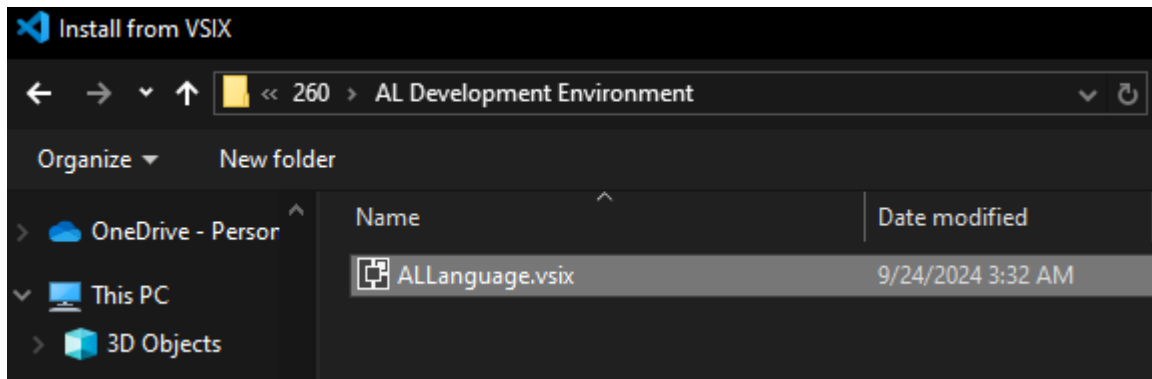 Install from VSIX
« 260 > AL Development Environment
Organize New folder
Name Date modified
OneDrive - Person
ALLanguage.vsix 9/24/2024 3:32 AM
This PC
3D Objects